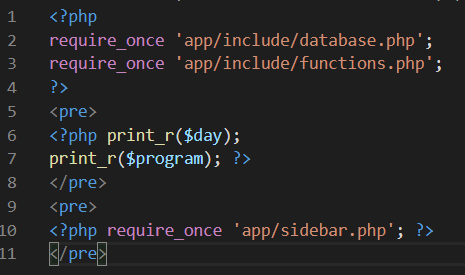 1 <?php
2 require_once 'app/include/database.php';
3 require_once 'app/include/functions.php';
4 ?>
5 <pre>
6 <?php print_r($day);
7 print_r($program); ?>
8 </pre>
9 <pre>
10 <?php require_once 'app/sidebar.php'; ?>
11 </pre>